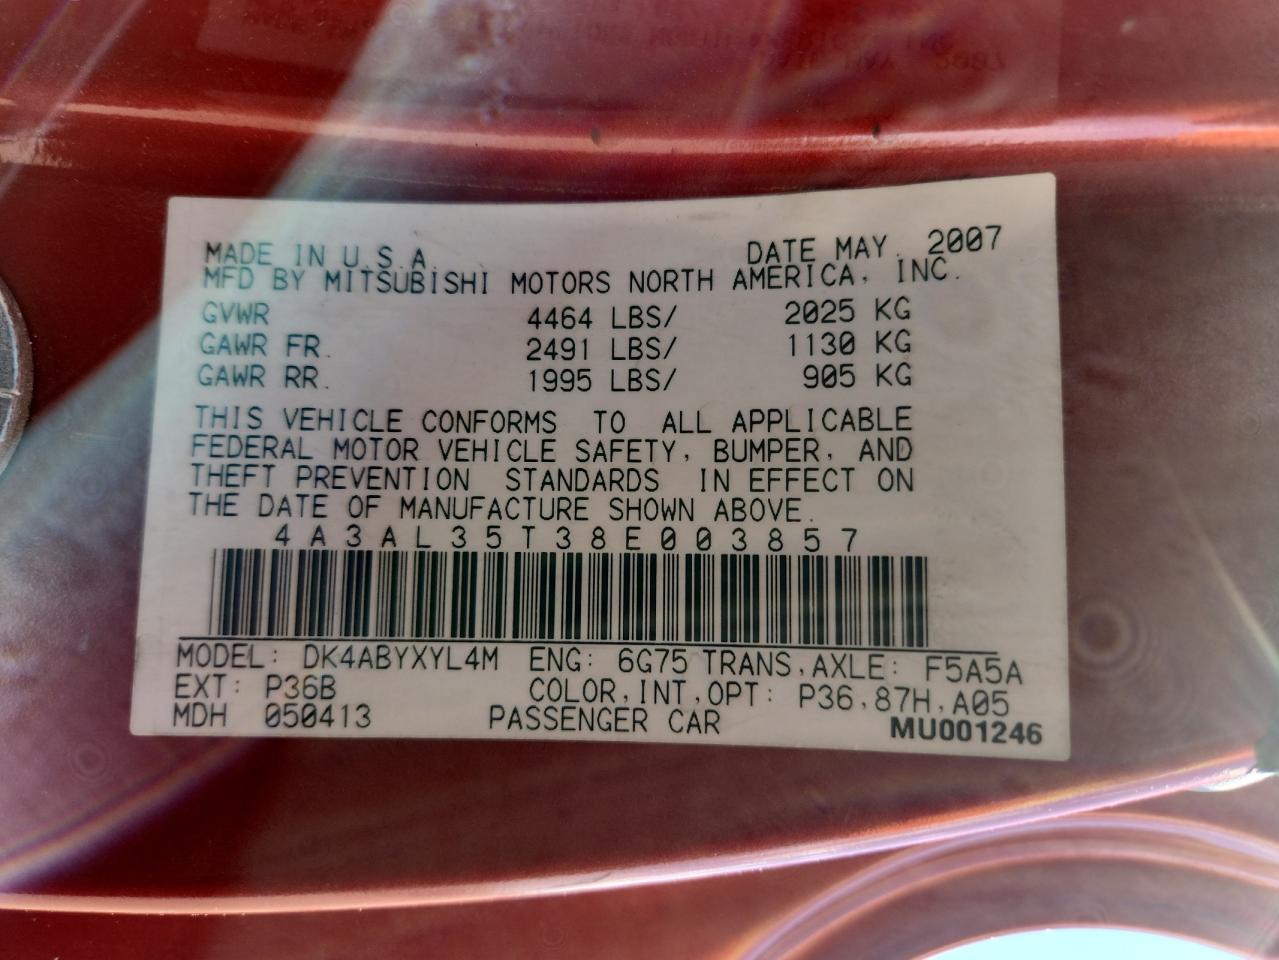 MADE IN U.S.A. DATE MAY. 2007
MFD BY MITSUBISHI MOTORS NORTH AMERICA, INC.
GVWR 4464 LBS/ 2025 KG
GAWR FR. 2491 LBS/ 1130 KG
GAWR RR. 1995 LBS/ 905 KG
THIS VEHICLE CONFORMS TO ALL APPLICABLE
FEDERAL MOTOR VEHICLE SAFETY, BUMPER, AND
THEFT PREVENTION STANDARDS IN EFFECT ON
THE DATE OF MANUFACTURE SHOWN ABOVE.
4A3AL35T38E003857
MODEL: DK4ABYXYL4M ENG: 6G75 TRANS,AXLE: F5A5A
EXT: P36B COLOR,INT,OPT: P36,87H,A05
MDH 050413 PASSENGER CAR MU001246